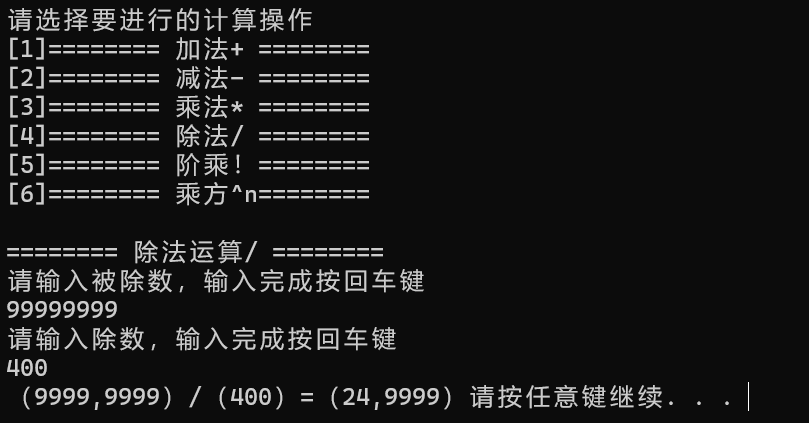 请选择要进行的计算操作
[1]======== 加法+ ========
[2]======== 减法- ========
[3]======== 乘法* ========
[4]======== 除法/ ========
[5]======== 阶乘! ========
[6]======== 乘方^n========
======== 除法运算/ ========
请输入被除数，输入完成按回车键
99999999
请输入除数，输入完成按回车键
400
（9999,9999）/（400）=（24,9999）请按任意键继续. . .